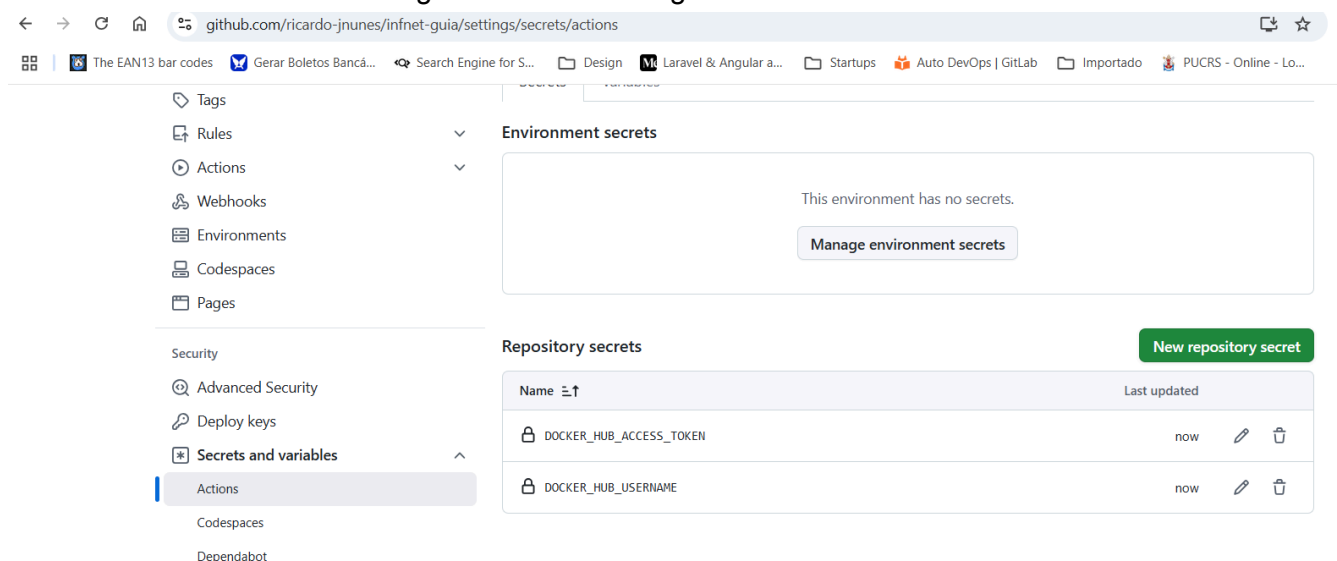 github.com/ricardo-jnunes/infnet-guia/settings/secrets/actions
The EAN13 bar codes
Gerar Boletos Bancá...
Search Engine for S...
Design
Laravel & Angular a...
Startups
Auto DevOps | GitLab
Importado
PUCRS - Online - Lo...
Tags
Rules
Actions
Webhooks
Environments
Codespaces
Pages
Security
Advanced Security
Deploy keys
Secrets and variables
Actions
Codespaces
Dependabot
Secrets
Variables
Environment secrets
This environment has no secrets.
Manage environment secrets
Repository secrets
New repository secret
Name
Last updated
DOCKER_HUB_ACCESS_TOKEN
now
DOCKER_HUB_USERNAME
now